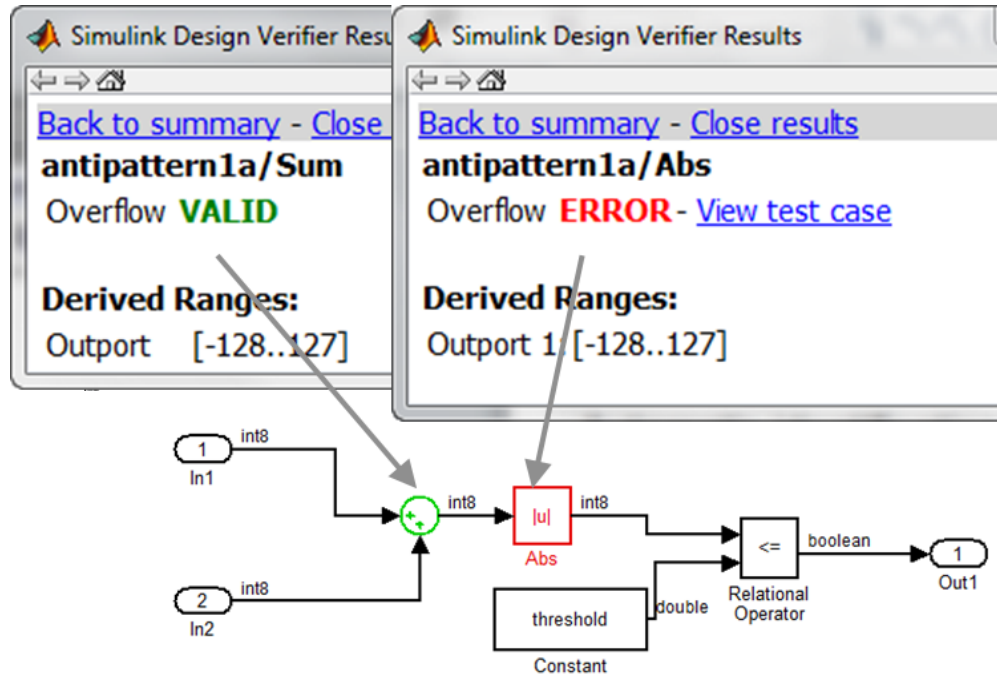 Simulink Design Verifier Resu
Back to summary - Close
antipattern1a/Sum
Overflow VALID
Derived Ranges:
Outport [-128..127]
Simulink Design Verifier Results
Back to summary - Close results
antipattern1a/Abs
Overflow ERROR - View test case
Derived Ranges:
Outport 1: [-128..127]
1
int8
In1
2
int8
In2
+
+
int8
|u|
Abs
int8
threshold
Constant
double
<=
Relational
Operator
boolean
1
Out1